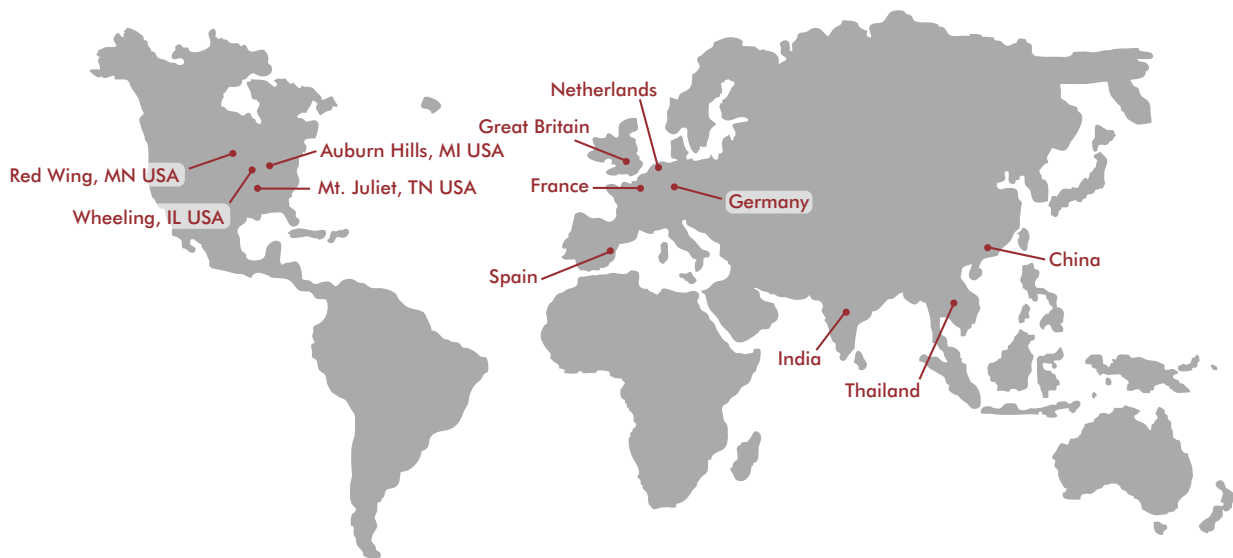 Netherlands
Great Britain
Auburn Hills, MI USA
Red Wing, MN USA
Mt. Juliet, TN USA
France
Germany
Wheeling, IL USA
China
Spain
India
Thailand